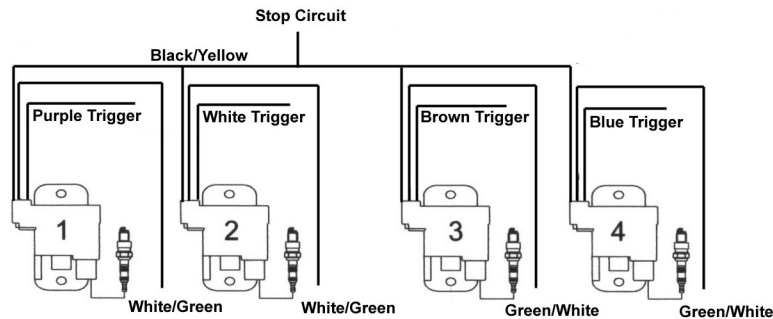 Stop Circuit
Black/Yellow
Purple Trigger
White Trigger
Brown Trigger
Blue Trigger
1
2
3
4
White/Green
White/Green
Green/White
Green/White